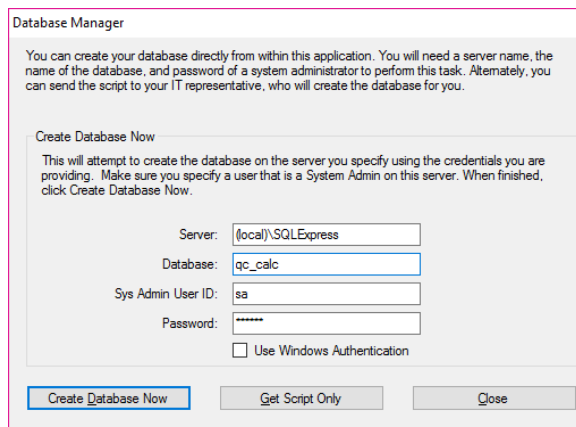 Database Manager
You can create your database directly from within this application. You will need a server name, the
name of the database, and password of a system administrator to perform this task. Alternately, you
can send the script to your IT representative, who will create the database for you.
Create Database Now
This will attempt to create the database on the server you specify using the credentials you are
providing. Make sure you specify a user that is a System Admin on this server. When finished,
click Create Database Now.
Server: (local)\SQLExpress
Database: qc_calc
Sys Admin User ID: sa
Password: ******
Use Windows Authentication
Create Database Now Get Script Only Close